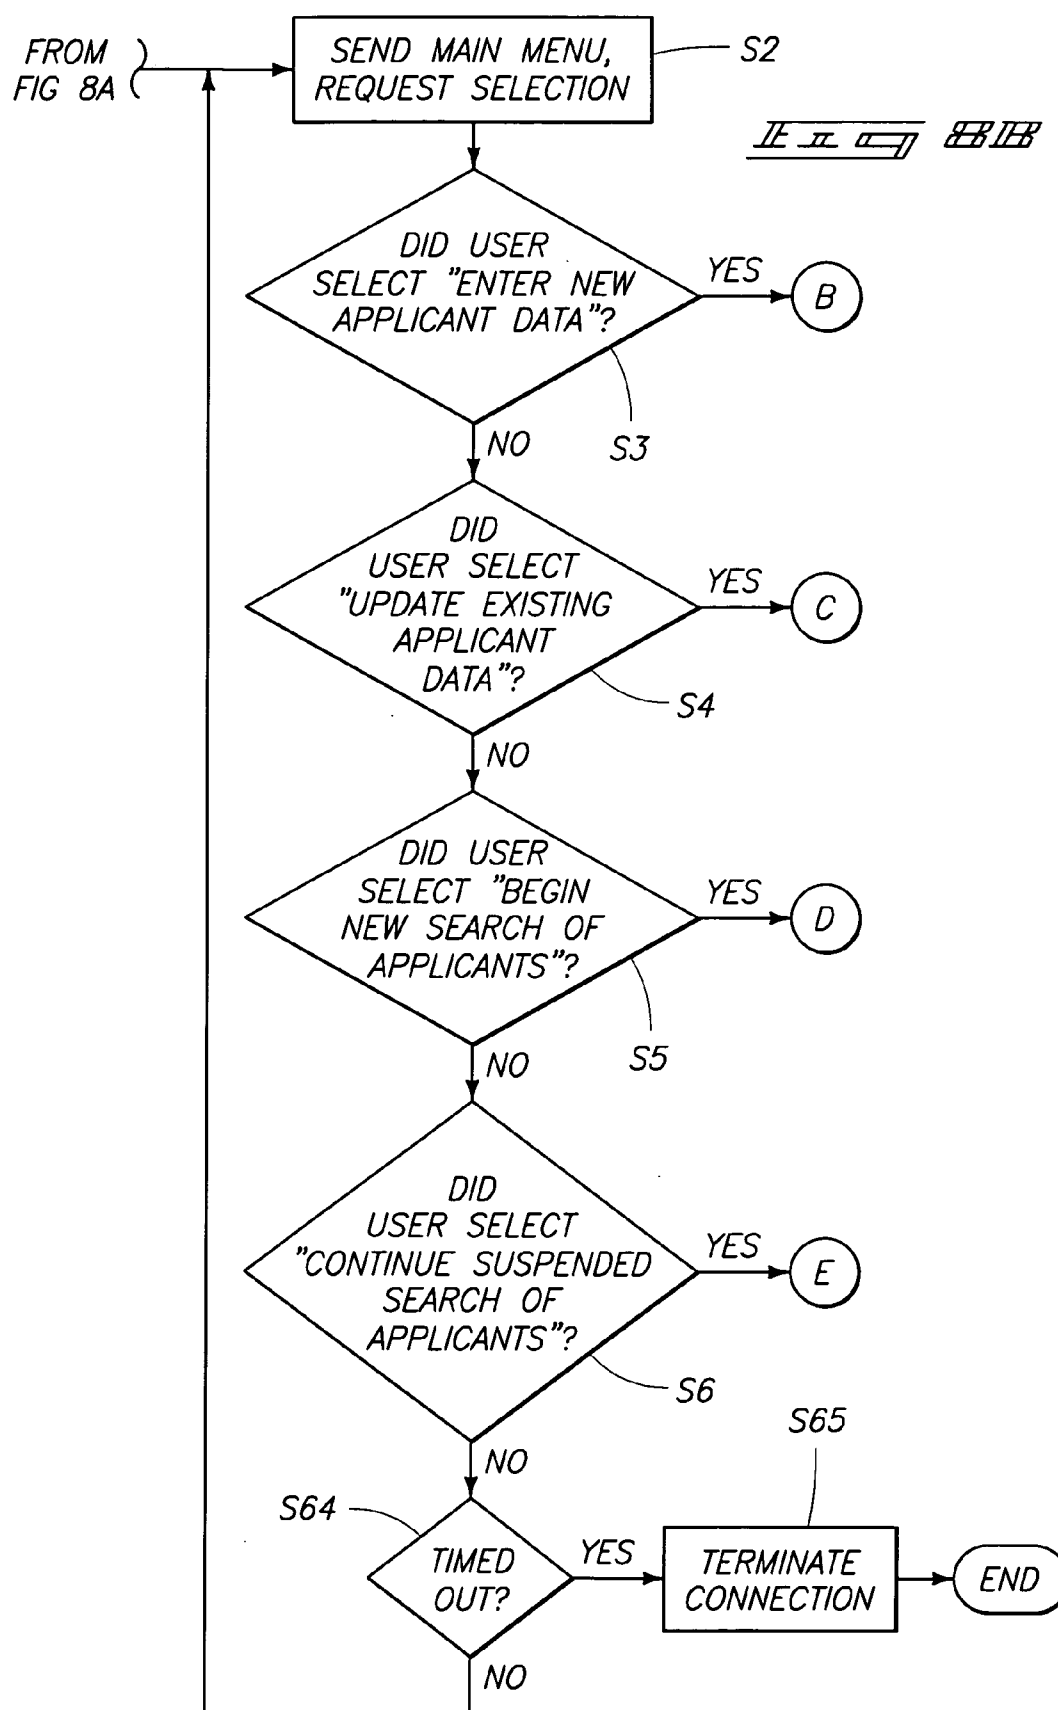 FROM
FIG 8A
SEND MAIN MENU,
REQUEST SELECTION
S2
Fig 8B
DID USER
SELECT "ENTER NEW
APPLICANT DATA"?
YES
B
S3
NO
DID
USER SELECT
"UPDATE EXISTING
APPLICANT
DATA"?
YES
C
S4
NO
DID USER
SELECT "BEGIN
NEW SEARCH OF
APPLICANTS"?
YES
D
S5
NO
DID
USER SELECT
"CONTINUE SUSPENDED
SEARCH OF
APPLICANTS"?
YES
E
S6
NO
S64
TIMED
OUT?
YES
S65
TERMINATE
CONNECTION
END
NO